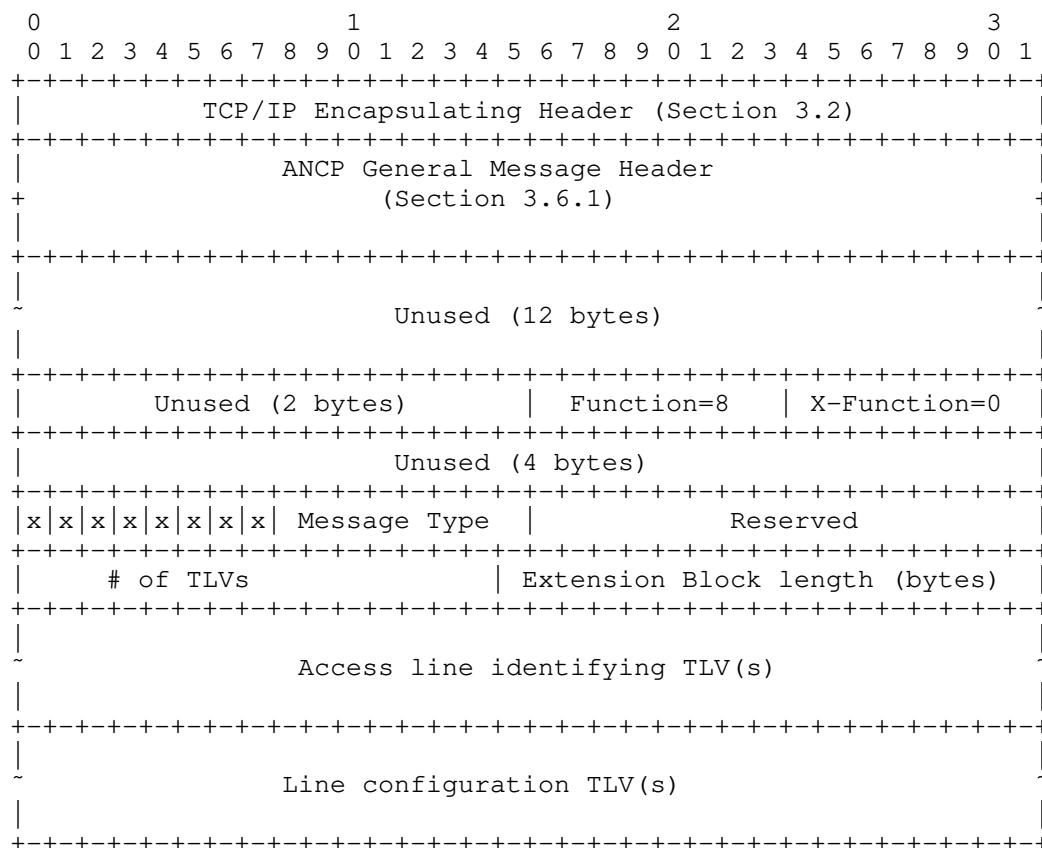 0                   1                   2                   3
 0 1 2 3 4 5 6 7 8 9 0 1 2 3 4 5 6 7 8 9 0 1 2 3 4 5 6 7 8 9 0 1
+-+-+-+-+-+-+-+-+-+-+-+-+-+-+-+-+-+-+-+-+-+-+-+-+-+-+-+-+-+-+-+-+
|           TCP/IP Encapsulating Header (Section 3.2)           |
+-+-+-+-+-+-+-+-+-+-+-+-+-+-+-+-+-+-+-+-+-+-+-+-+-+-+-+-+-+-+-+-+
|                ANCP General Message Header                    |
+                      (Section 3.6.1)                          +
|                                                               |
+-+-+-+-+-+-+-+-+-+-+-+-+-+-+-+-+-+-+-+-+-+-+-+-+-+-+-+-+-+-+-+-+
|                                                               |
~                       Unused (12 bytes)                       ~
|                                                               |
+-+-+-+-+-+-+-+-+-+-+-+-+-+-+-+-+-+-+-+-+-+-+-+-+-+-+-+-+-+-+-+-+
|        Unused (2 bytes)       |  Function=8   | X-Function=0  |
+-+-+-+-+-+-+-+-+-+-+-+-+-+-+-+-+-+-+-+-+-+-+-+-+-+-+-+-+-+-+-+-+
|                       Unused (4 bytes)                        |
+-+-+-+-+-+-+-+-+-+-+-+-+-+-+-+-+-+-+-+-+-+-+-+-+-+-+-+-+-+-+-+-+
|x|x|x|x|x|x|x|x| Message Type  |            Reserved           |
+-+-+-+-+-+-+-+-+-+-+-+-+-+-+-+-+-+-+-+-+-+-+-+-+-+-+-+-+-+-+-+-+
|     # of TLVs               | Extension Block length (bytes)  |
+-+-+-+-+-+-+-+-+-+-+-+-+-+-+-+-+-+-+-+-+-+-+-+-+-+-+-+-+-+-+-+-+
|                                                               |
~                 Access line identifying TLV(s)                ~
|                                                               |
+-+-+-+-+-+-+-+-+-+-+-+-+-+-+-+-+-+-+-+-+-+-+-+-+-+-+-+-+-+-+-+-+
|                                                               |
~                Line configuration TLV(s)                      ~
|                                                               |
+-+-+-+-+-+-+-+-+-+-+-+-+-+-+-+-+-+-+-+-+-+-+-+-+-+-+-+-+-+-+-+-+